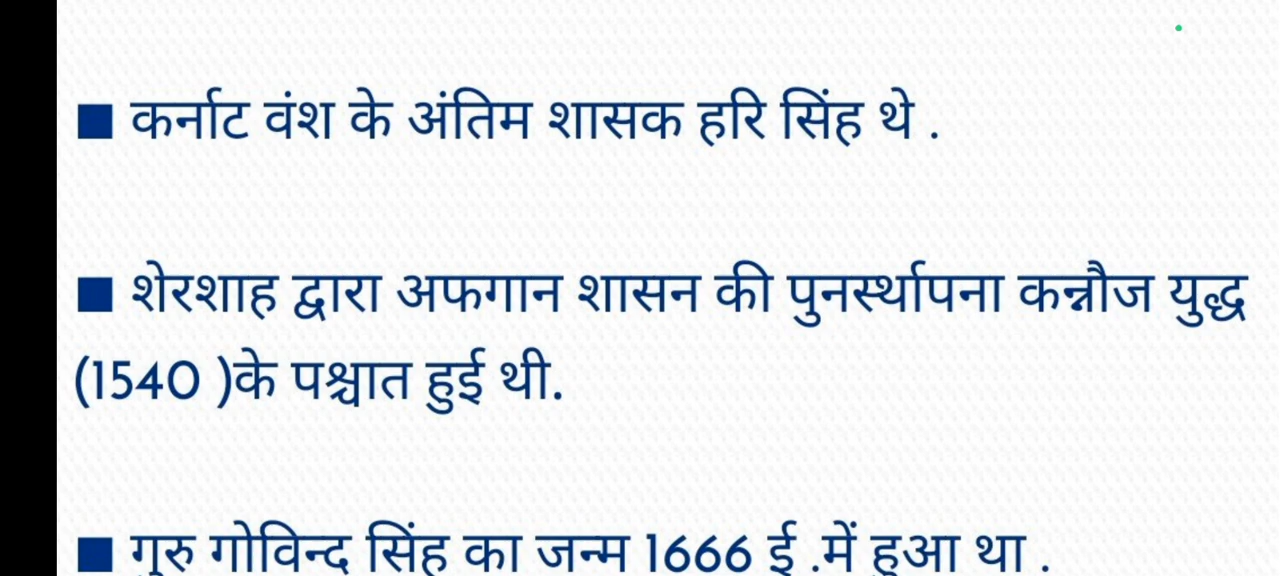 ■ कर्नाट वंश के अंतिम शासक हरि सिंह थे .
■ शेरशाह द्वारा अफगान शासन की पुनर्स्थापना कन्नौज युद्ध
(1540 )के पश्चात हुई थी.
■ गुरु गोविन्द सिंह का जन्म 1666 ई .में हुआ था .